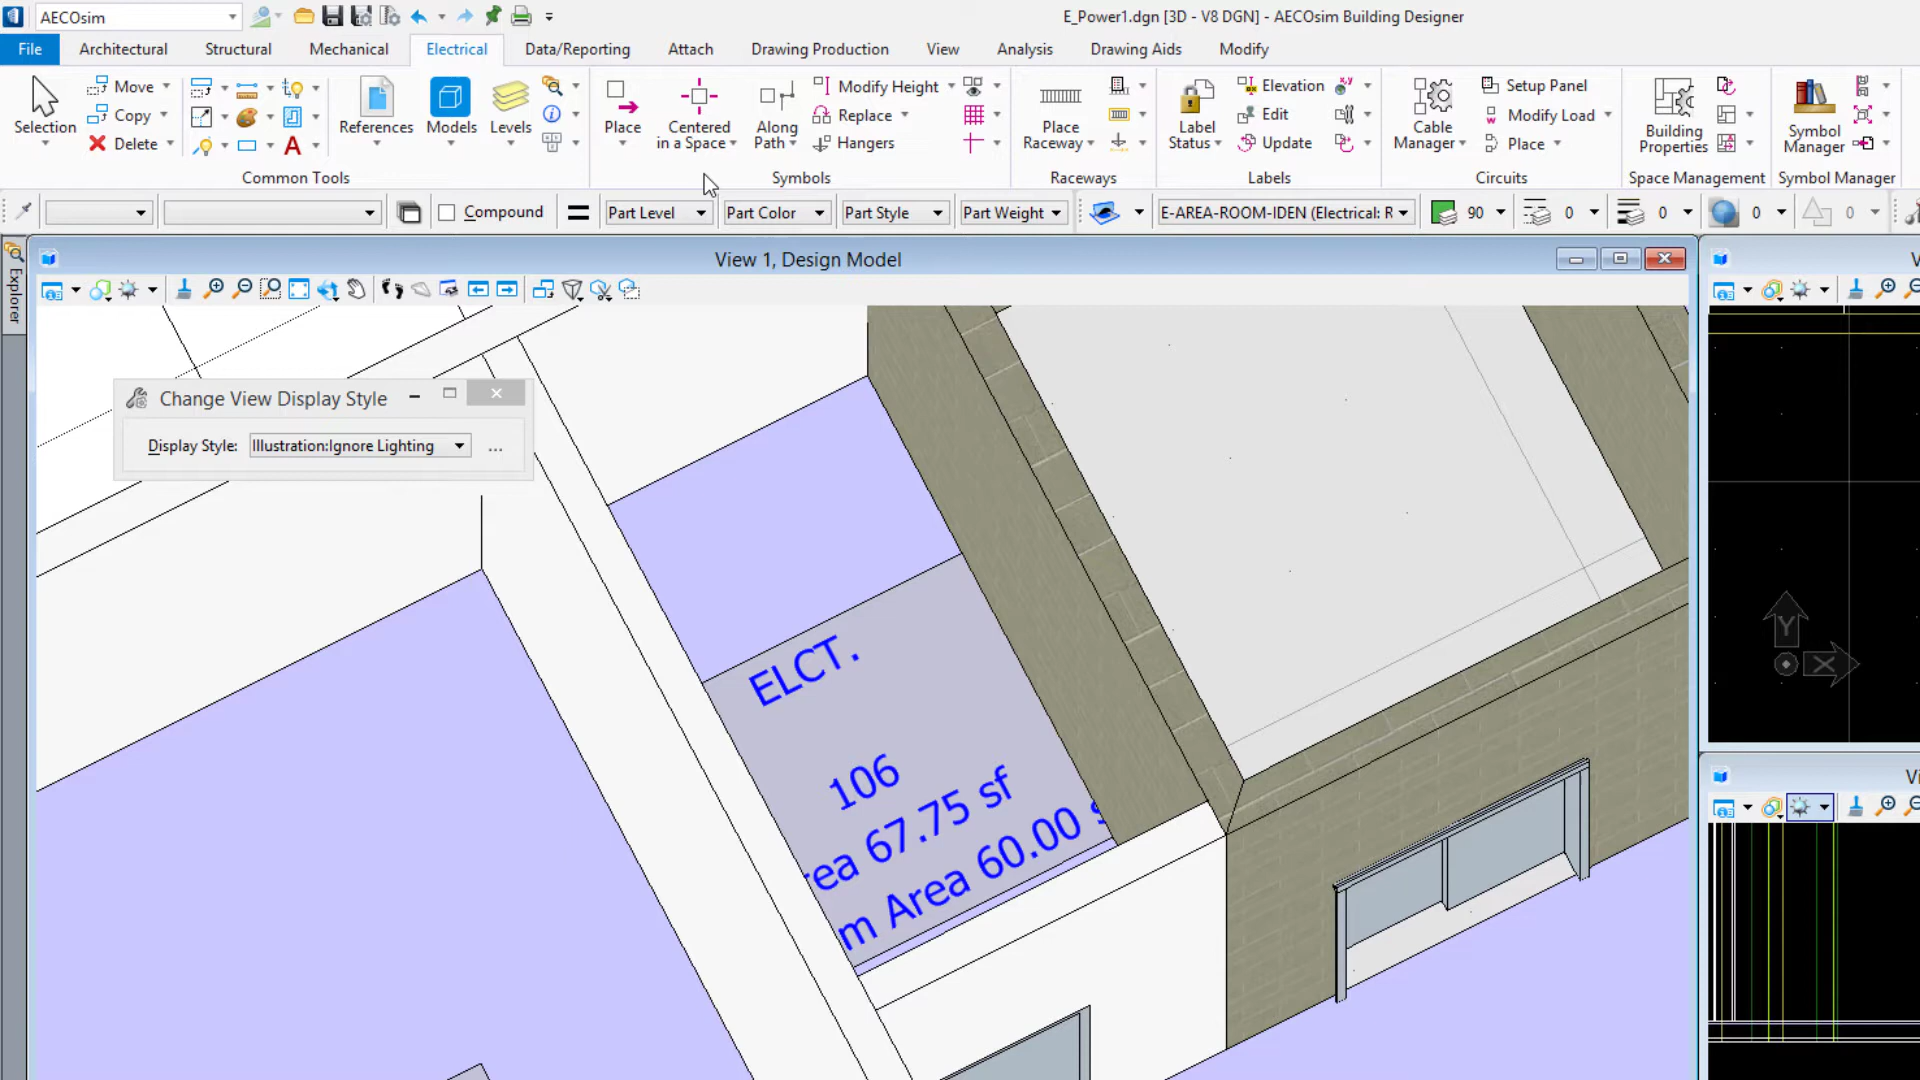 AECOsim
E_Power1.dgn [3D - V8 DGN] - AECOsim Building Designer
File Architectural Structural Mechanical Electrical Data/Reporting Attach Drawing Production View Analysis Drawing Aids Modify
Selection
Move
Copy
Delete
A
References
Models
Levels
Common Tools
Place
Centered
in a Space
Along
Path
Modify Height
Replace
Hangers
Symbols
Place
Raceway
Raceways
Label
Status
Elevation
Edit
Update
Labels
Cable
Manager
Setup Panel
Modify Load
Place
Circuits
Building
Properties
Space Management
Symbol
Manager
Symbol Manager
Compound
Part Level
Part Color
Part Style
Part Weight
E-AREA-ROOM-IDEN (Electrical: R
90
0
0
0
0
Explorer
View 1, Design Model
Change View Display Style
Display Style: Illustration:Ignore Lighting
...
ELCT.
106
rea 67.75 sf
m Area 60.00
Y
X